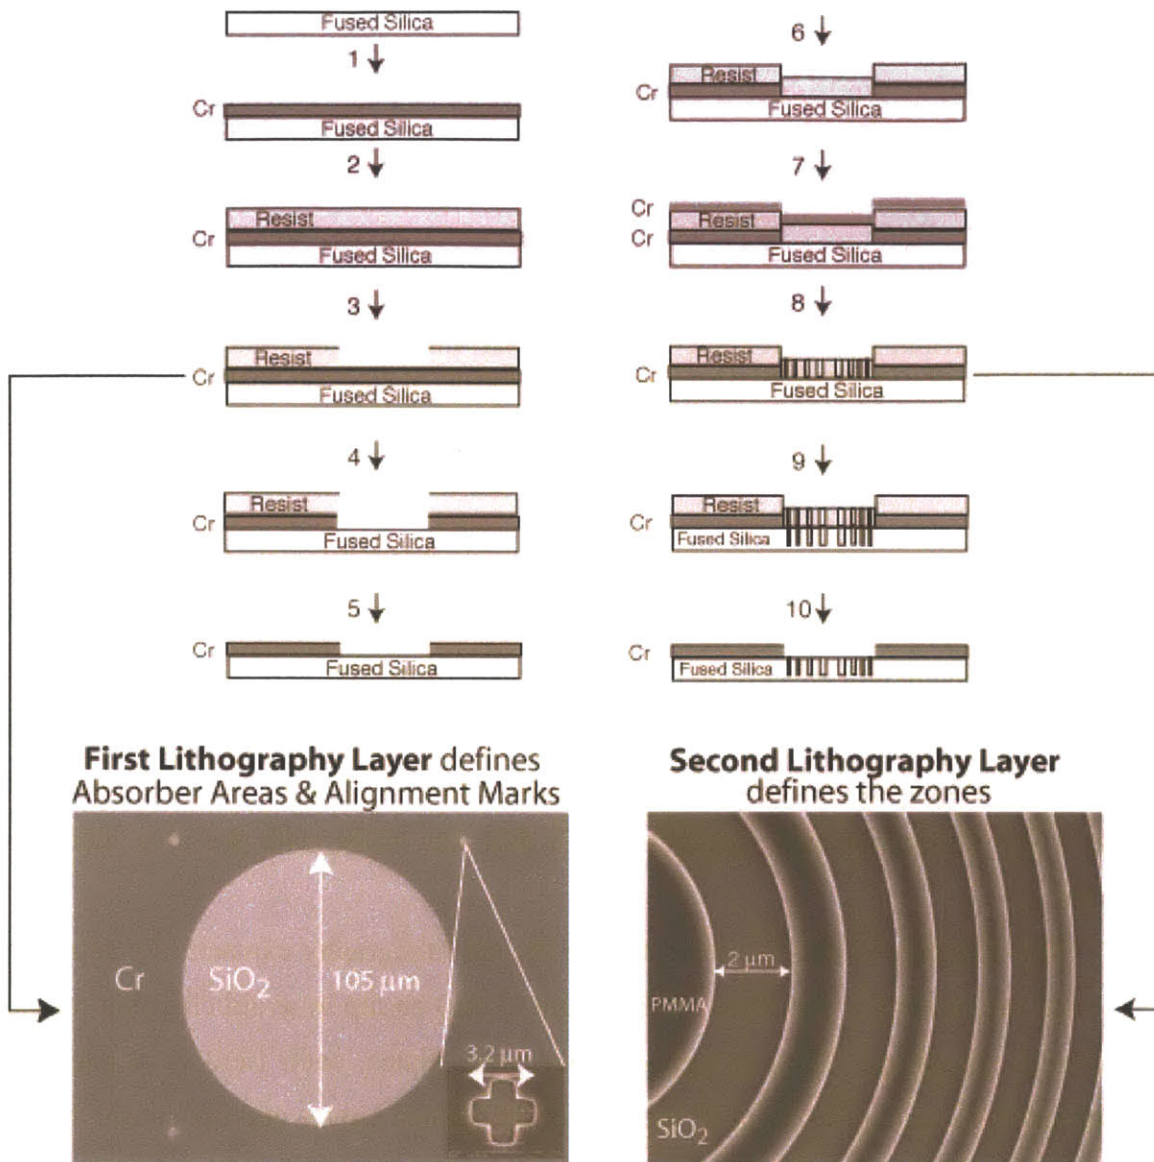 Fused Silica
1
Cr
Fused Silica
2
Resist
Cr
Fused Silica
3
Resist
Cr
Fused Silica
4
Resist
Cr
Fused Silica
5
Cr
Fused Silica
6
Resist
Cr
Fused Silica
7
Cr
Resist
Cr
Fused Silica
8
Resist
Cr
Fused Silica
9
Resist
Cr
Fused Silica
10
Cr
Fused Silica
First Lithography Layer defines
Absorber Areas & Alignment Marks
Cr
SiO₂
105 μm
3.2 μm
Second Lithography Layer
defines the zones
2 μm
PMMA
SiO₂